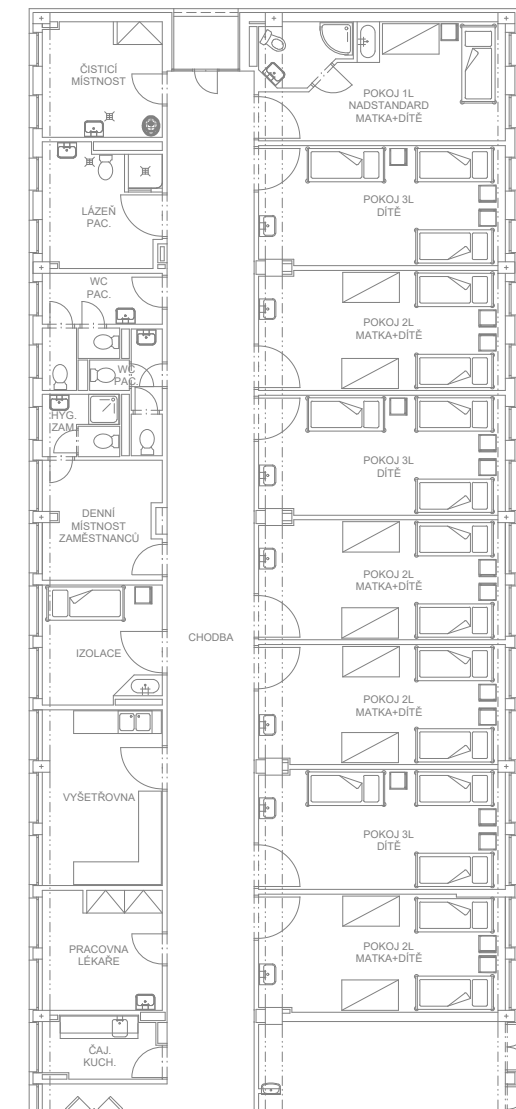 ČISTICÍ
MÍSTNOST
LÁZEŇ
PAC.
WC
PAC.
WC
PAC.
HYG.
ZAM.
DENNÍ
MÍSTNOST
ZAMĚSTNANCŮ
IZOLACE
VYŠETŘOVNA
PRACOVNA
LÉKAŘE
ČAJ.
KUCH.
CHODBA
POKOJ 1L
NADSTANDARD
MATKA+DÍTĚ
POKOJ 3L
DÍTĚ
POKOJ 2L
MATKA+DÍTĚ
POKOJ 3L
DÍTĚ
POKOJ 2L
MATKA+DÍTĚ
POKOJ 2L
MATKA+DÍTĚ
POKOJ 3L
DÍTĚ
POKOJ 2L
MATKA+DÍTĚ